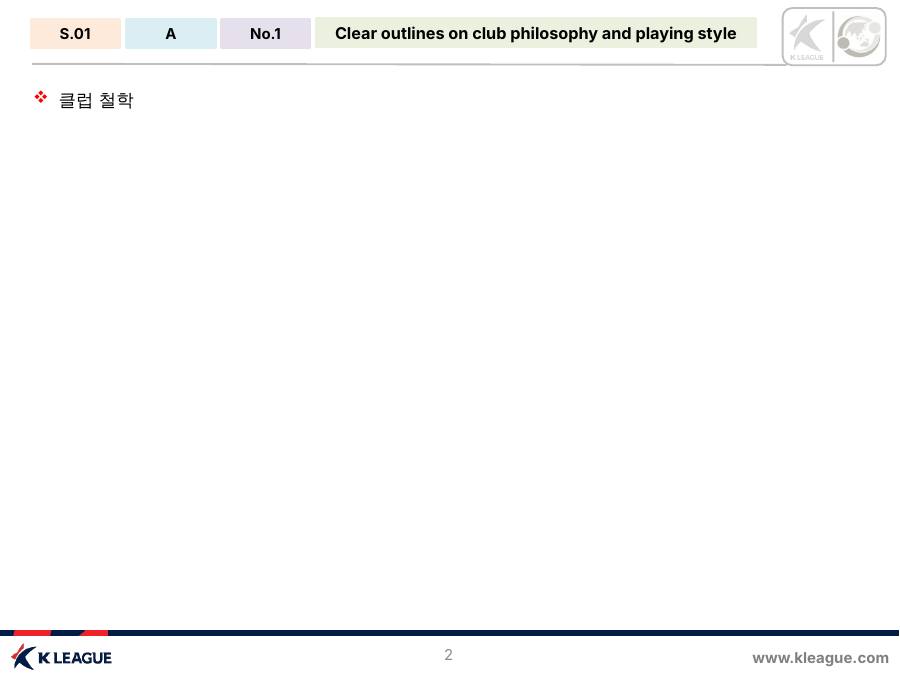 S.01
A
No.1
Clear outlines on club philosophy and playing style
K LEAGUE
클럽 철학
K LEAGUE
2
www.kleague.com